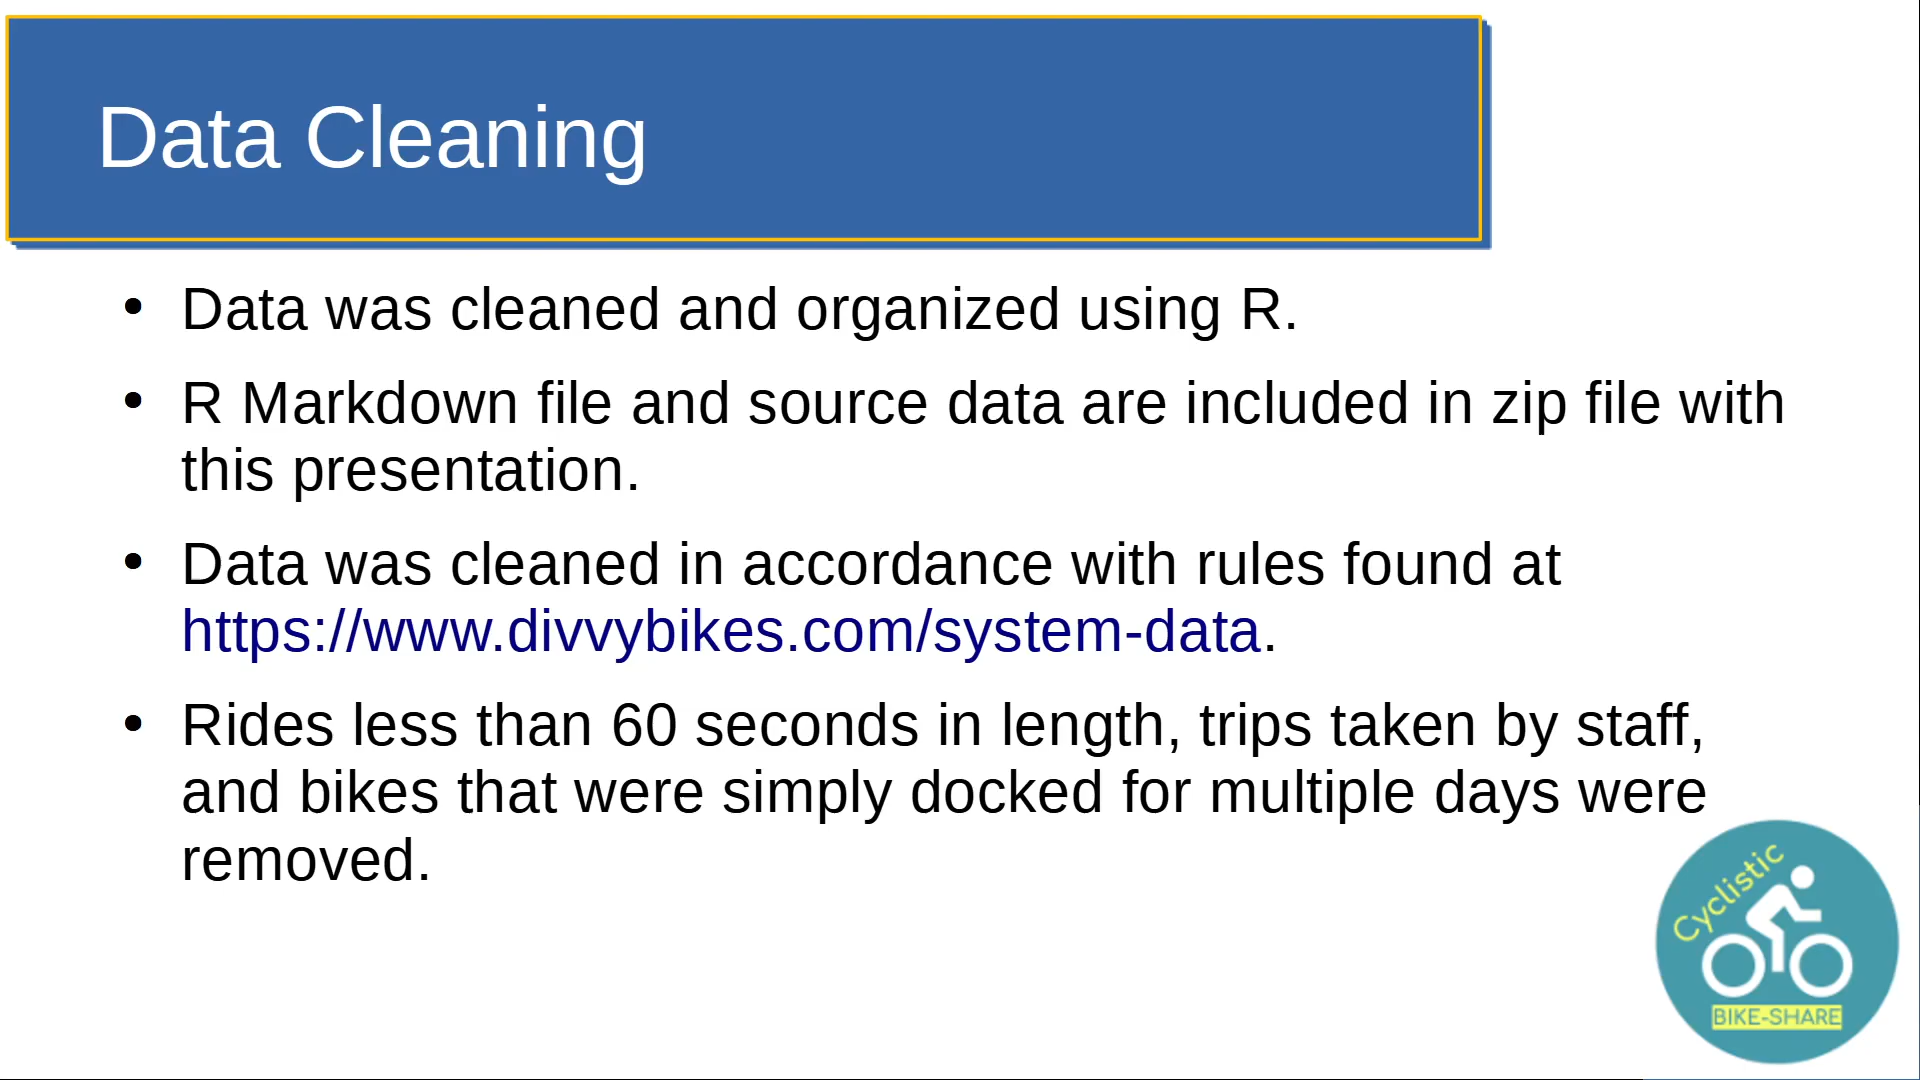 Data Cleaning
• Data was cleaned and organized using R.
• R Markdown file and source data are included in zip file with
this presentation.
• Data was cleaned in accordance with rules found at
https://www.divvybikes.com/system-data.
• Rides less than 60 seconds in length, trips taken by staff,
and bikes that were simply docked for multiple days were
removed.
Cyclistic
BIKE-SHARE